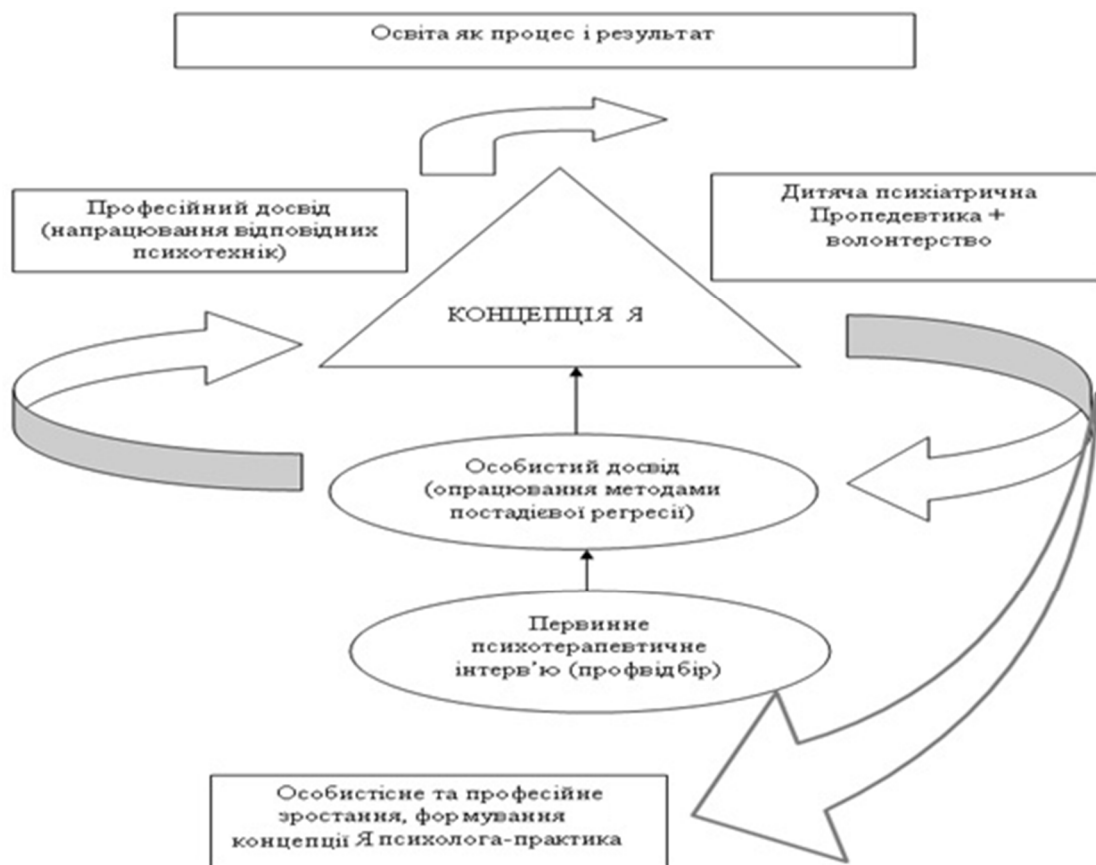 Освіта як процес і результат
Професійний досвід
(напрацювання відповідних
психотехнік)
Дитяча психіатрична
Пропедевтика +
волонтерство
КОНЦЕПЦІЯ Я
Особистий досвід
(опрацювання методами
постадієвої регресії)
Первинне
психотерапевтичне
інтерв’ю (профвідбір)
Особистісне та професійне
зростання, формування
концепції Я психолога-практика